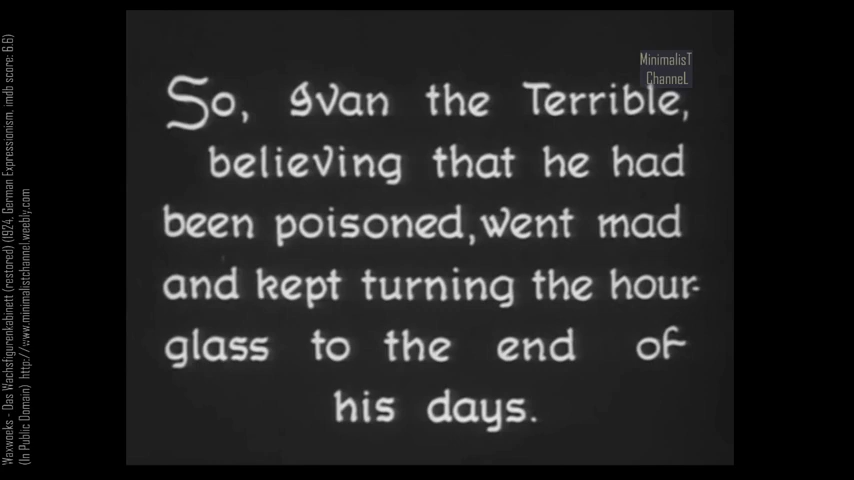 So, Ivan the Terrible,
believing that he had
been poisoned, went mad
and kept turning the hour-
glass to the end of
his days.
MinimalisT
ChanneL
Waxwoeks - Das Wachsfigurenkabinett (restored) (1924, German Expressionism, imdb score: 6.6)
(In Public Domain) http://www.minimalistchannel.weebly.com